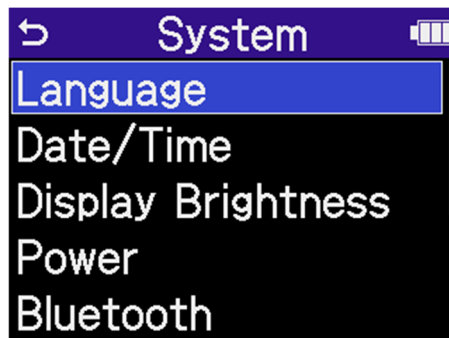 System
Language
Date/Time
Display Brightness
Power
Bluetooth